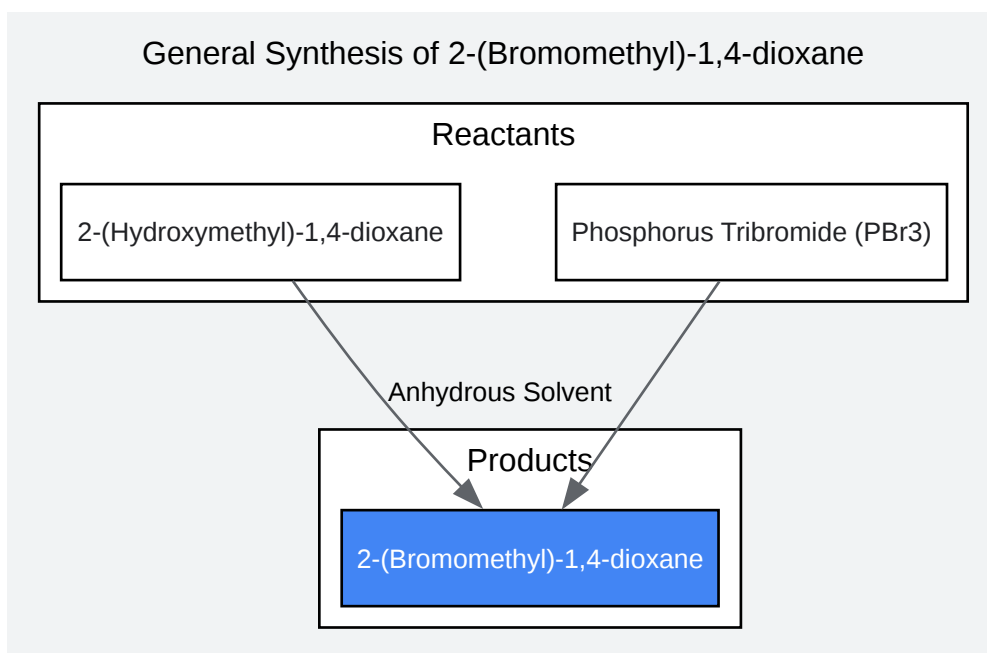 General Synthesis of 2-(Bromomethyl)-1,4-dioxane
Reactants
2-(Hydroxymethyl)-1,4-dioxane
Phosphorus Tribromide (PBr3)
Anhydrous Solvent
Products
2-(Bromomethyl)-1,4-dioxane